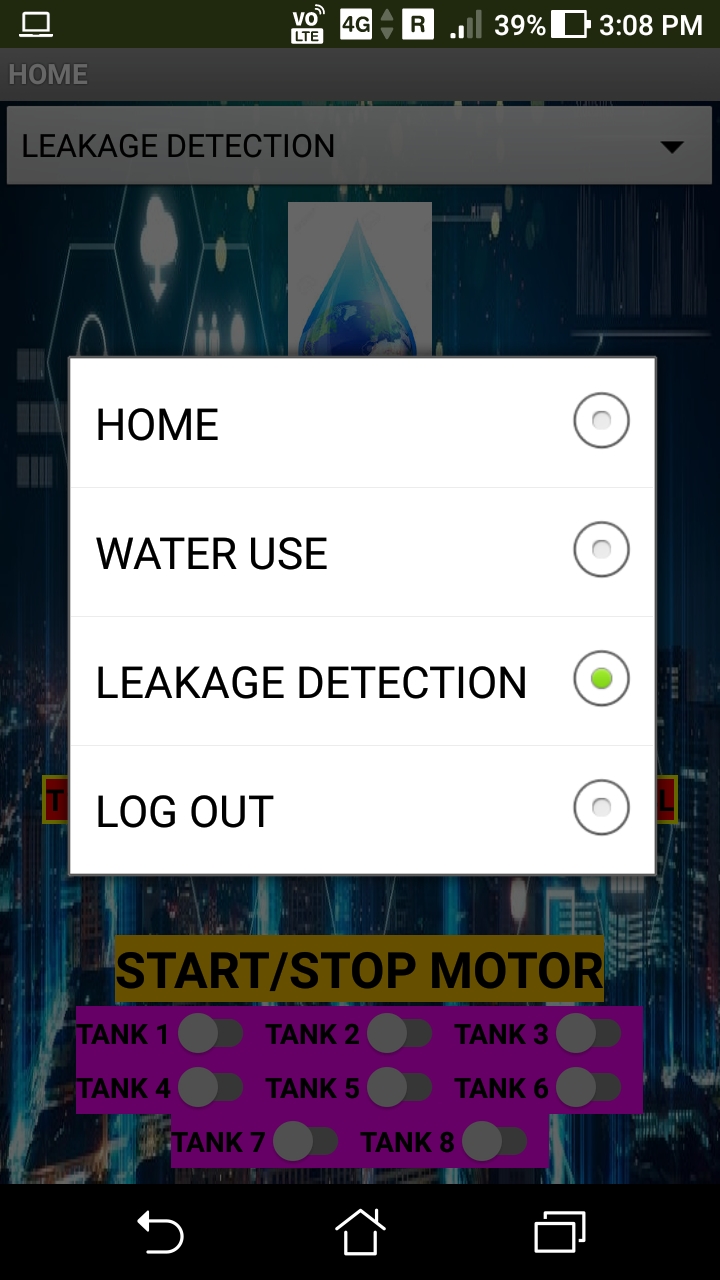 VO LTE 4G R 39% 3:08 PM
HOME
LEAKAGE DETECTION
HOME
WATER USE
LEAKAGE DETECTION
LOG OUT
T
L
START/STOP MOTOR
TANK 1 TANK 2 TANK 3
TANK 4 TANK 5 TANK 6
TANK 7 TANK 8